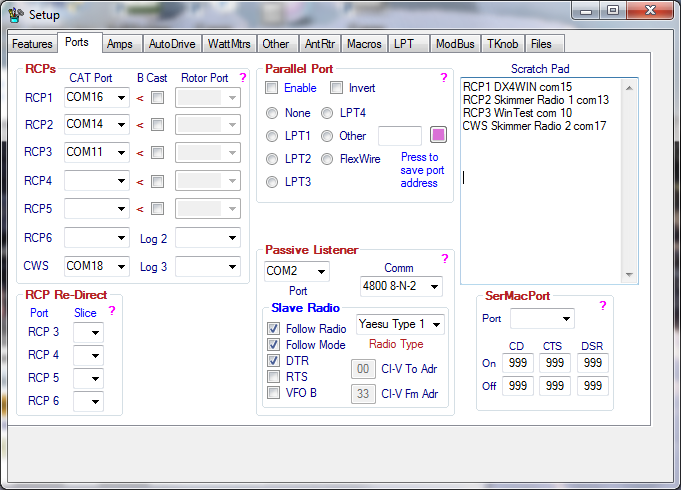 Setup
Features Ports Amps AutoDrive WattMtrs Other AntRtr Macros LPT ModBus TKnob Files
RCPs
CAT Port B Cast Rotor Port ?
RCP1 COM16 <
RCP2 COM14 <
RCP3 COM11 <
RCP4 <
RCP5 <
RCP6 Log 2
CWS COM18 Log 3
RCP Re-Direct
Port Slice ?
RCP 3
RCP 4
RCP 5
RCP 6
Parallel Port
?
Enable Invert
None LPT4
LPT1 Other
LPT2 FlexWire
LPT3
Press to
save port
address
Passive Listener
?
COM2 Comm
Port 4800 8-N-2
Slave Radio
Follow Radio Yaesu Type 1
Follow Mode Radio Type
DTR 00 CI-V To Adr
RTS
VFO B 33 CI-V Fm Adr
Scratch Pad
RCP1 DX4WIN com15
RCP2 Skimmer Radio 1 com13
RCP3 WinTest com 10
CWS Skimmer Radio 2 com17
SerMacPort
?
Port
CD CTS DSR
On 999 999 999
Off 999 999 999